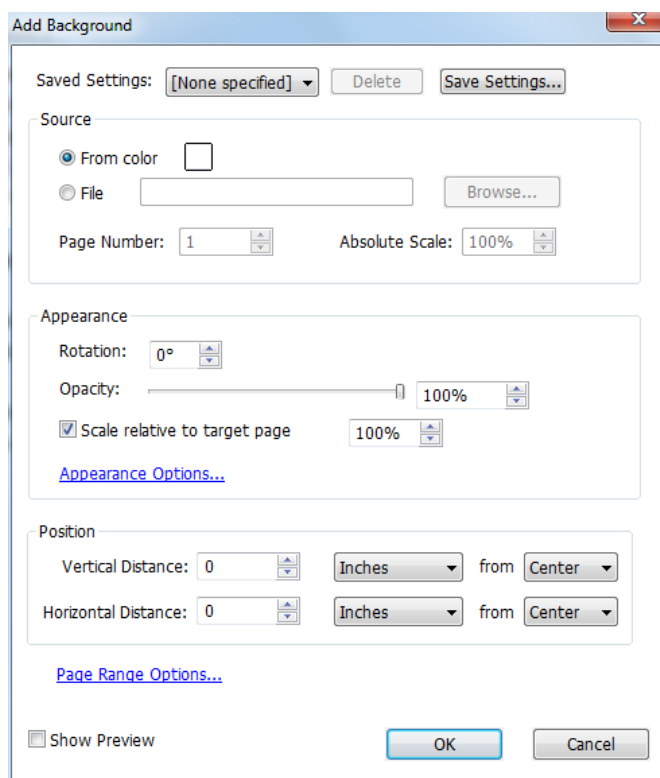 Add Background
Saved Settings: [None specified] Delete Save Settings...
Source
From color
File Browse...
Page Number: 1 Absolute Scale: 100%
Appearance
Rotation: 0°
Opacity: 100%
Scale relative to target page 100%
Appearance Options...
Position
Vertical Distance: 0 Inches from Center
Horizontal Distance: 0 Inches from Center
Page Range Options...
Show Preview OK Cancel